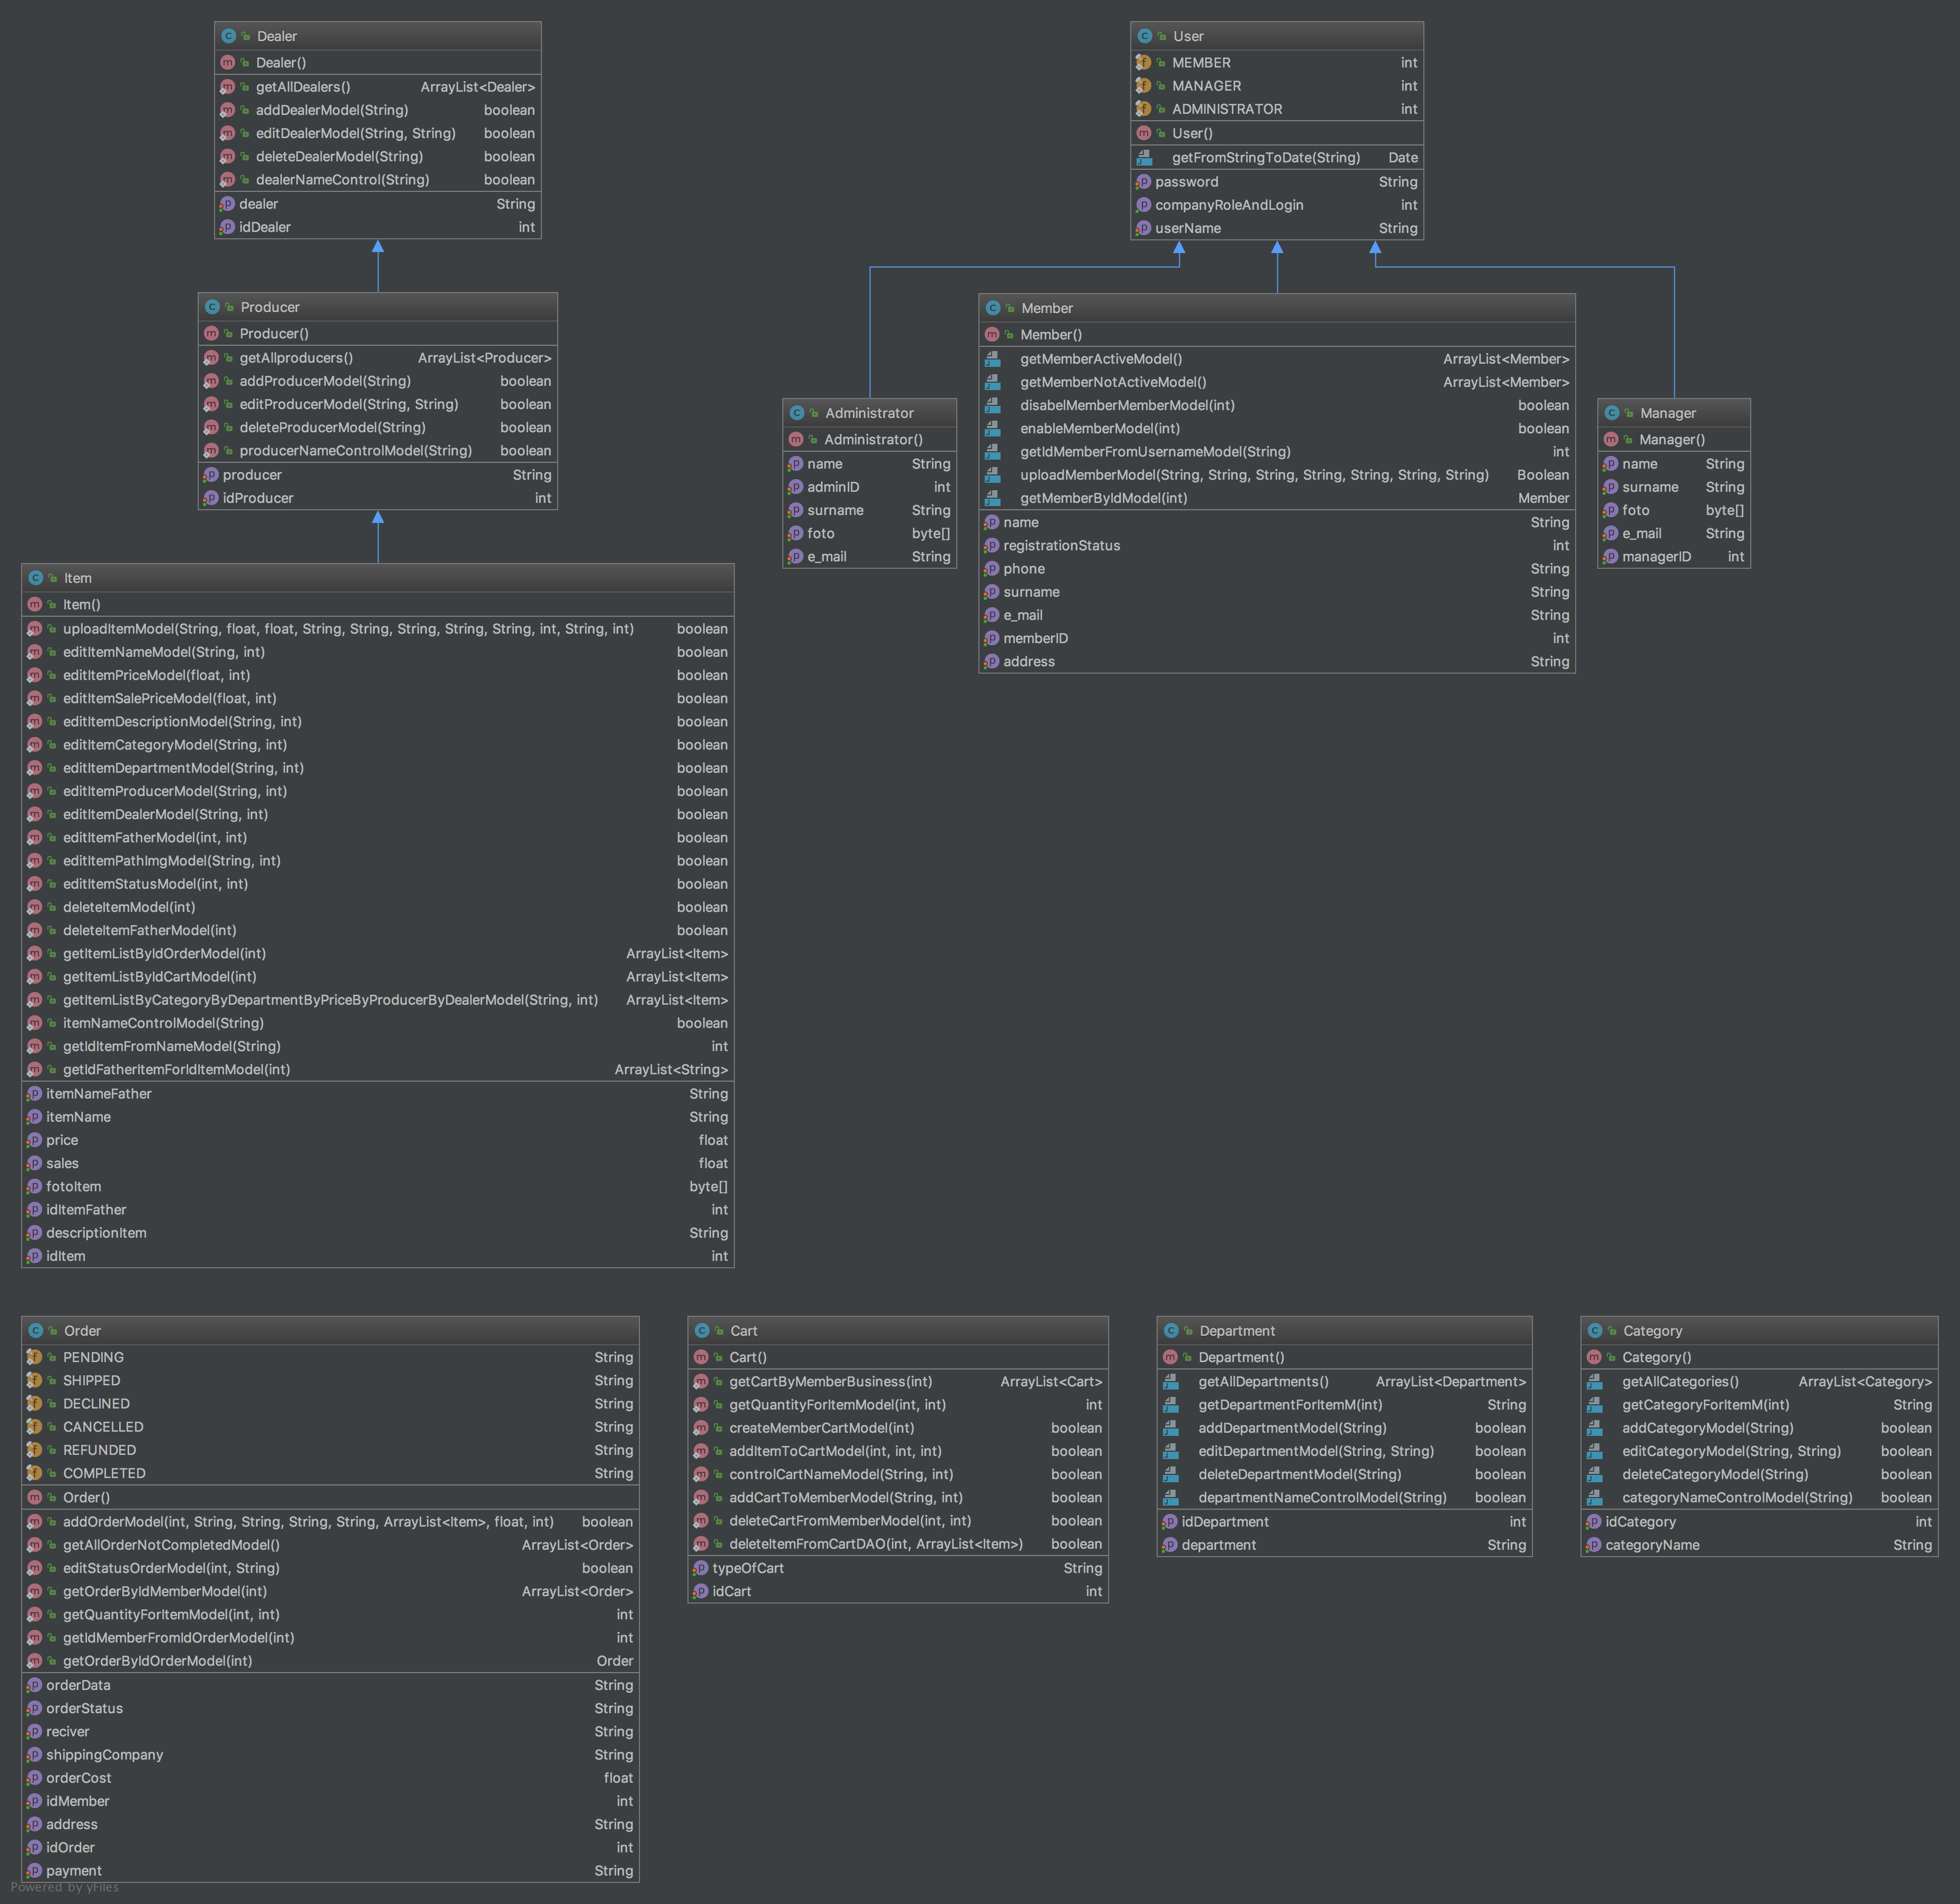 Dealer
Dealer()
getAllDealers() ArrayList<Dealer>
addDealerModel(String) boolean
editDealerModel(String, String) boolean
deleteDealerModel(String) boolean
dealerNameControl(String) boolean
dealer String
idDealer int
User
MEMBER int
MANAGER int
ADMINISTRATOR int
User()
getFromStringToDate(String) Date
password String
companyRoleAndLogin int
userName String
Producer
Producer()
getAllproducers() ArrayList<Producer>
addProducerModel(String) boolean
editProducerModel(String, String) boolean
deleteProducerModel(String) boolean
producerNameControlModel(String) boolean
producer String
idProducer int
Administrator
Administrator()
name String
adminID int
surname String
foto byte[]
e_mail String
Member
Member()
getMemberActiveModel() ArrayList<Member>
getMemberNotActiveModel() ArrayList<Member>
disabelMemberMemberModel(int) boolean
enableMemberModel(int) boolean
getIdMemberFromUsernameModel(String) int
uploadMemberModel(String, String, String, String, String, String, String) Boolean
getMemberByIdModel(int) Member
name String
registrationStatus int
phone String
surname String
e_mail String
memberID int
address String
Manager
Manager()
name String
surname String
foto byte[]
e_mail String
managerID int
Item
Item()
uploadItemModel(String, float, float, String, String, String, String, String, int, String, int) boolean
editItemNameModel(String, int) boolean
editItemPriceModel(float, int) boolean
editItemSalePriceModel(float, int) boolean
editItemDescriptionModel(String, int) boolean
editItemCategoryModel(String, int) boolean
editItemDepartmentModel(String, int) boolean
editItemProducerModel(String, int) boolean
editItemDealerModel(String, int) boolean
editItemFatherModel(int, int) boolean
editItemPathImgModel(String, int) boolean
editItemStatusModel(int, int) boolean
deleteItemModel(int) boolean
deleteItemFatherModel(int) boolean
getItemListByIdOrderModel(int) ArrayList<Item>
getItemListByIdCartModel(int) ArrayList<Item>
getItemListByCategoryByDepartmentByPriceByProducerByDealerModel(String, int) ArrayList<Item>
itemNameControlModel(String) boolean
getIdItemFromNameModel(String) int
getIdFatherItemForIdItemModel(int) ArrayList<String>
itemNameFather String
itemName String
price float
sales float
fotoItem byte[]
idItemFather int
descriptionItem String
idItem int
Order
PENDING String
SHIPPED String
DECLINED String
CANCELLED String
REFUNDED String
COMPLETED String
Order()
addOrderModel(int, String, String, String, String, ArrayList<Item>, float, int) boolean
getAllOrderNotCompletedModel() ArrayList<Order>
editStatusOrderModel(int, String) boolean
getOrderByIdMemberModel(int) ArrayList<Order>
getQuantityForItemModel(int, int) int
getIdMemberFromIdOrderModel(int) int
getOrderByIdOrderModel(int) Order
orderData String
orderStatus String
reciver String
shippingCompany String
orderCost float
idMember int
address String
idOrder int
payment String
Cart
Cart()
getCartByMemberBusiness(int) ArrayList<Cart>
getQuantityForItemModel(int, int) int
createMemberCartModel(int) boolean
addItemToCartModel(int, int, int) boolean
controlCartNameModel(String, int) boolean
addCartToMemberModel(String, int) boolean
deleteCartFromMemberModel(int, int) boolean
deleteItemFromCartDAO(int, ArrayList<Item>) boolean
typeOfCart String
idCart int
Department
Department()
getAllDepartments() ArrayList<Department>
getDepartmentForItemM(int) String
addDepartmentModel(String) boolean
editDepartmentModel(String, String) boolean
deleteDepartmentModel(String) boolean
departmentNameControlModel(String) boolean
idDepartment int
department String
Category
Category()
getAllCategories() ArrayList<Category>
getCategoryForItemM(int) String
addCategoryModel(String) boolean
editCategoryModel(String, String) boolean
deleteCategoryModel(String) boolean
categoryNameControlModel(String) boolean
idCategory int
categoryName String
Powered by yFiles